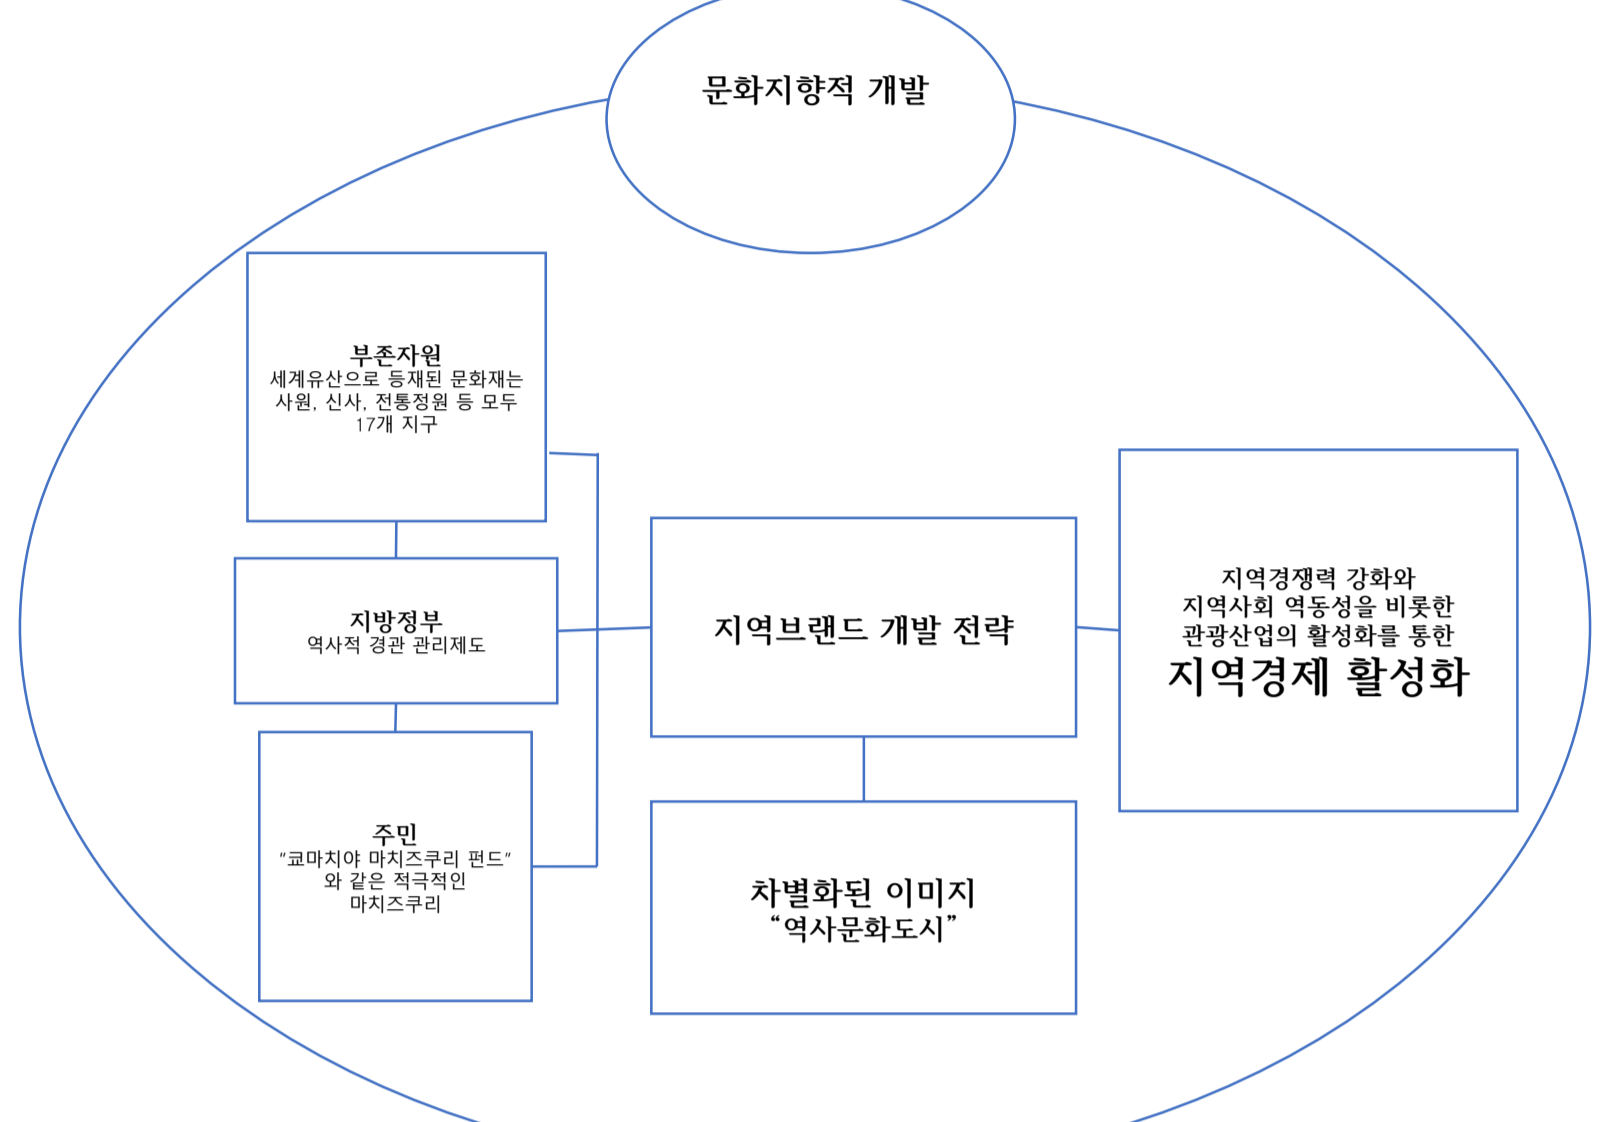 문화지향적 개발
부존자원
세계유산으로 등재된 문화재는
사원, 신사, 전통정원 등 모두
17개 지구
지방정부
역사적 경관 관리제도
주민
"쿄마치야 마치즈쿠리 펀드"
와 같은 적극적인
마치즈쿠리
지역브랜드 개발 전략
차별화된 이미지
“역사문화도시”
지역경쟁력 강화와
지역사회 역동성을 비롯한
관광산업의 활성화를 통한
지역경제 활성화